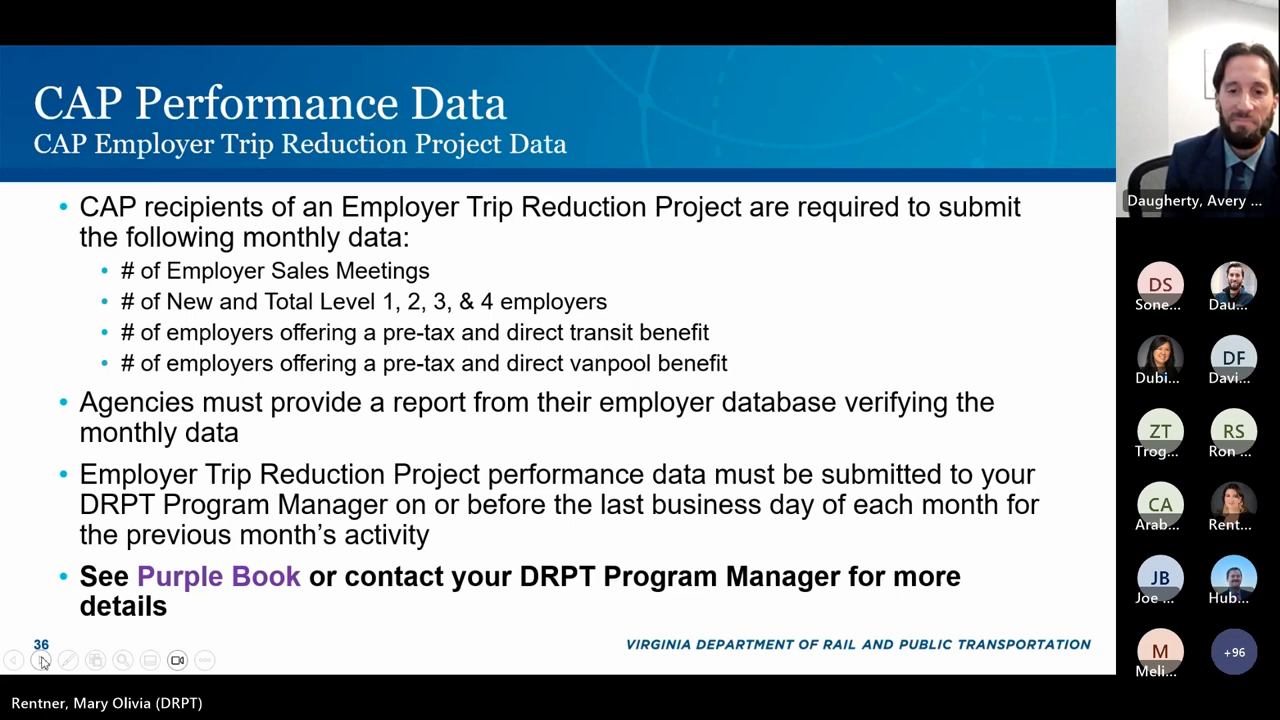 CAP Performance Data
CAP Employer Trip Reduction Project Data
• CAP recipients of an Employer Trip Reduction Project are required to submit
the following monthly data:
• # of Employer Sales Meetings
• # of New and Total Level 1, 2, 3, & 4 employers
• # of employers offering a pre-tax and direct transit benefit
• # of employers offering a pre-tax and direct vanpool benefit
• Agencies must provide a report from their employer database verifying the
monthly data
• Employer Trip Reduction Project performance data must be submitted to your
DRPT Program Manager on or before the last business day of each month for
the previous month’s activity
• See Purple Book or contact your DRPT Program Manager for more
details
36
VIRGINIA DEPARTMENT OF RAIL AND PUBLIC TRANSPORTATION
Rentner, Mary Olivia (DRPT)
Daugherty, Avery ...
DS
Sone...
Dau...
Dubi...
DF
Davi...
ZT
Trog...
RS
Ron ...
CA
Arab...
Rent...
JB
Joe ...
Hub...
M
Meli...
+96